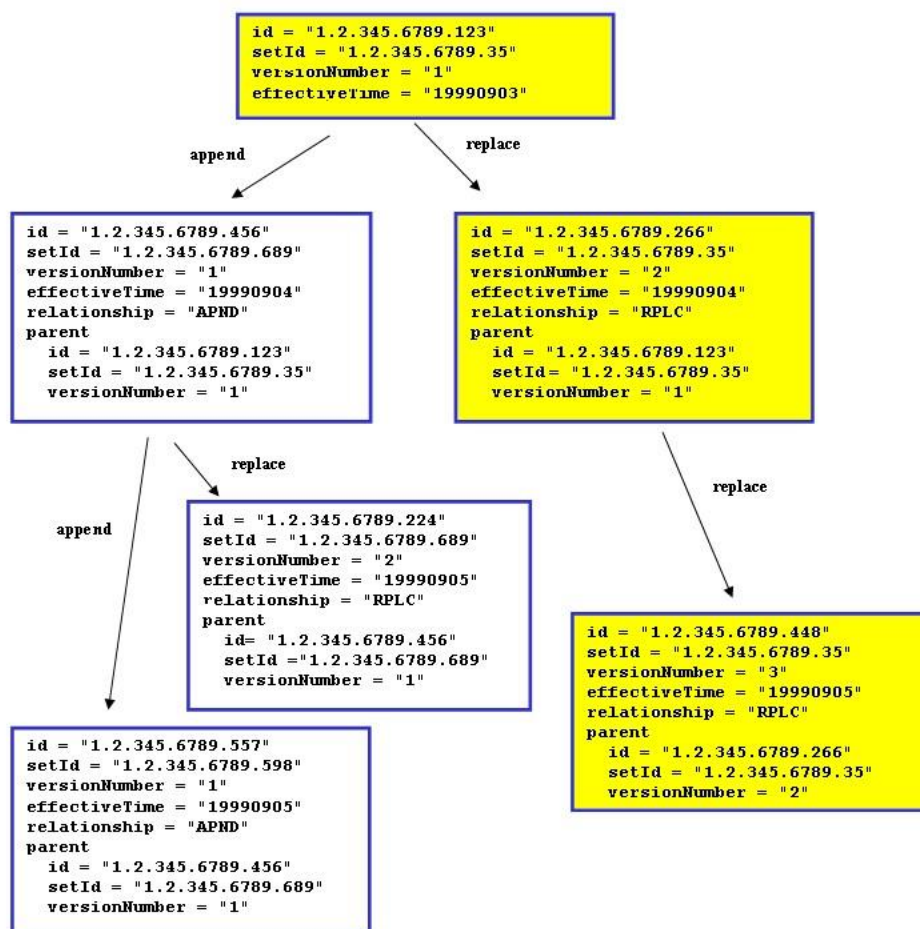 id = "1.2.345.6789.123"
setId = "1.2.345.6789.35"
versionNumber = "1"
effectiveTime = "19990903"
append
replace
id = "1.2.345.6789.456"
setId = "1.2.345.6789.689"
versionNumber = "1"
effectiveTime = "19990904"
relationship = "APND"
parent
id = "1.2.345.6789.123"
setId = "1.2.345.6789.35"
versionNumber = "1"
id = "1.2.345.6789.266"
setId = "1.2.345.6789.35"
versionNumber = "2"
effectiveTime = "19990904"
relationship = "RPLC"
parent
id = "1.2.345.6789.123"
setId= "1.2.345.6789.35"
versionNumber = "1"
append
replace
replace
id = "1.2.345.6789.224"
setId = "1.2.345.6789.689"
versionNumber = "2"
effectiveTime = "19990905"
relationship = "RPLC"
parent
id= "1.2.345.6789.456"
setId ="1.2.345.6789.689"
versionNumber = "1"
id = "1.2.345.6789.448"
setId = "1.2.345.6789.35"
versionNumber = "3"
effectiveTime = "19990905"
relationship = "RPLC"
parent
id = "1.2.345.6789.266"
setId = "1.2.345.6789.35"
versionNumber = "2"
id = "1.2.345.6789.557"
setId = "1.2.345.6789.598"
versionNumber = "1"
effectiveTime = "19990905"
relationship = "APND"
parent
id = "1.2.345.6789.456"
setId = "1.2.345.6789.689"
versionNumber = "1"